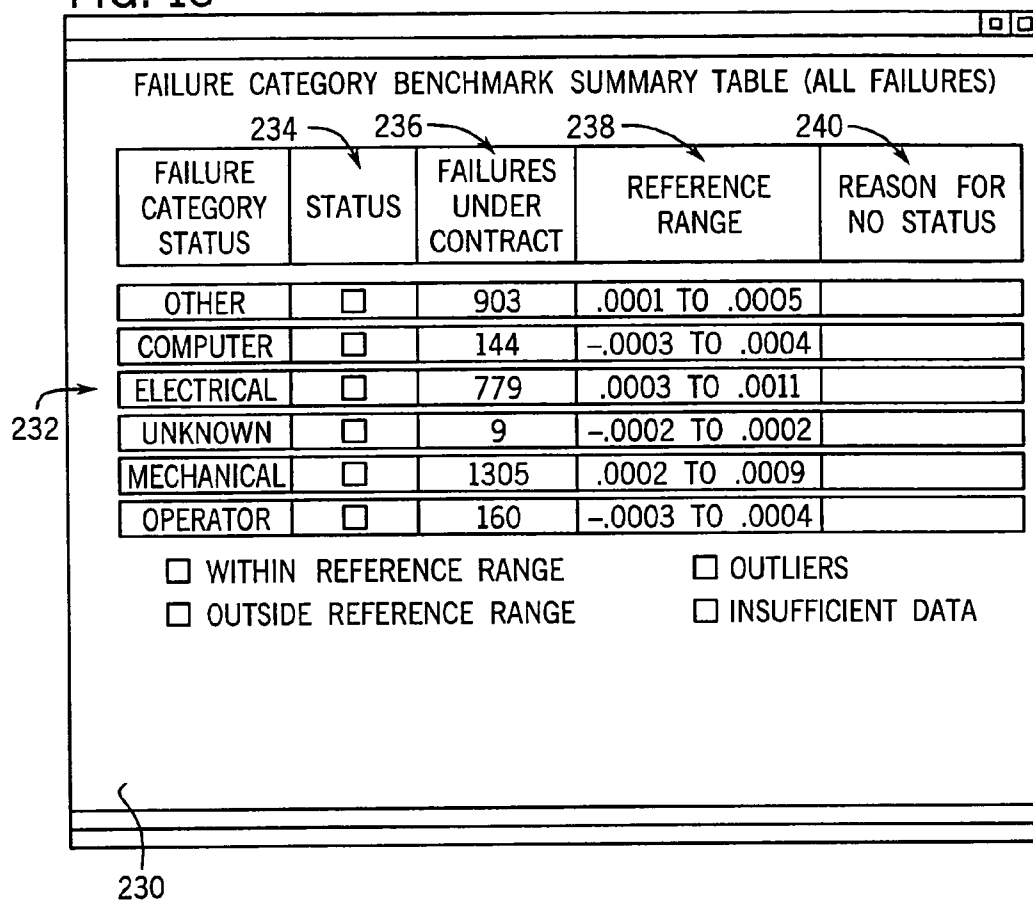 FAILURE CATEGORY BENCHMARK SUMMARY TABLE (ALL FAILURES)
234 236 238 240
FAILURE CATEGORY STATUS
STATUS
FAILURES UNDER CONTRACT
REFERENCE RANGE
REASON FOR NO STATUS
OTHER 903 .0001 TO .0005
COMPUTER 144 -.0003 TO .0004
ELECTRICAL 779 .0003 TO .0011
232
UNKNOWN 9 -.0002 TO .0002
MECHANICAL 1305 .0002 TO .0009
OPERATOR 160 -.0003 TO .0004
WITHIN REFERENCE RANGE OUTLIERS
OUTSIDE REFERENCE RANGE INSUFFICIENT DATA
230